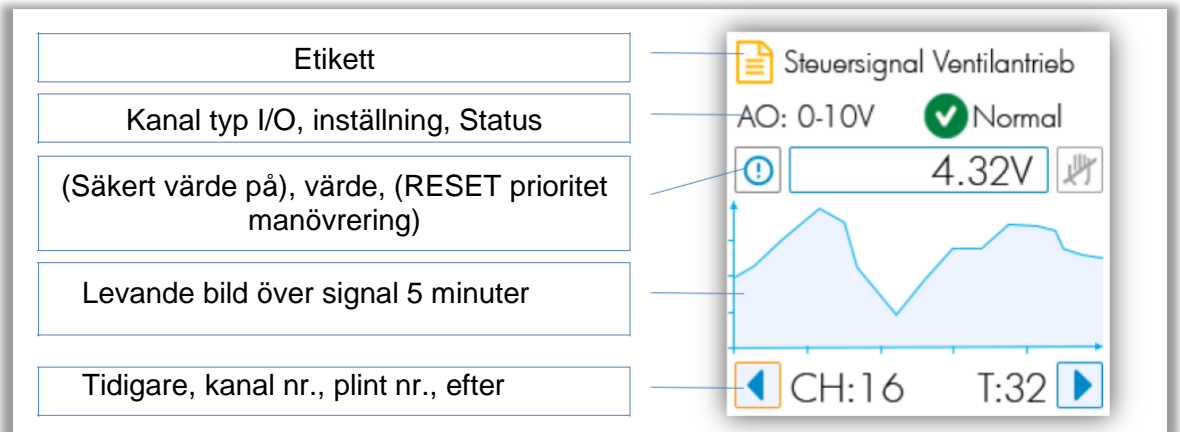 Etikett
Kanal typ I/O, inställning, Status
(Säkert värde på), värde, (RESET prioritet
manövrering)
Levande bild över signal 5 minuter
Tidigare, kanal nr., plint nr., efter
Steuersignal Ventilantrieb
AO: 0-10V Normal
4.32V
CH:16 T:32